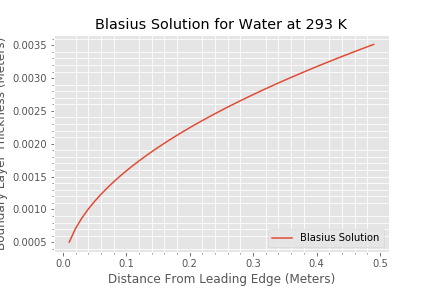 Blasius Solution for Water at 293 K
Boundary Layer Thickness (Meters)
0.0035
0.0030
0.0025
0.0020
0.0015
0.0010
0.0005
Blasius Solution
0.0 0.1 0.2 0.3 0.4 0.5
Distance From Leading Edge (Meters)